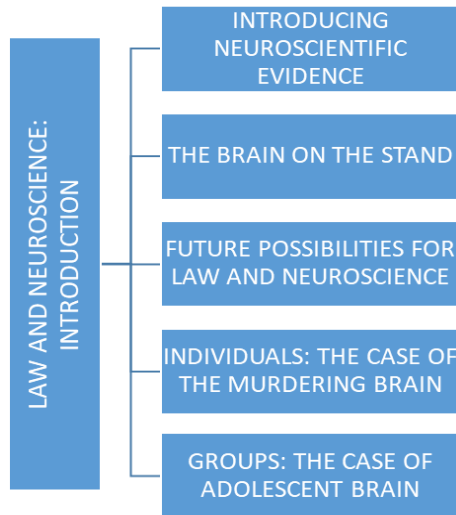 LAW AND NEUROSCIENCE:
INTRODUCTION
INTRODUCING
NEUROSCIENTIFIC
EVIDENCE
THE BRAIN ON THE STAND
FUTURE POSSIBILITIES FOR
LAW AND NEUROSCIENCE
INDIVIDUALS: THE CASE OF
THE MURDERING BRAIN
GROUPS: THE CASE OF
ADOLESCENT BRAIN